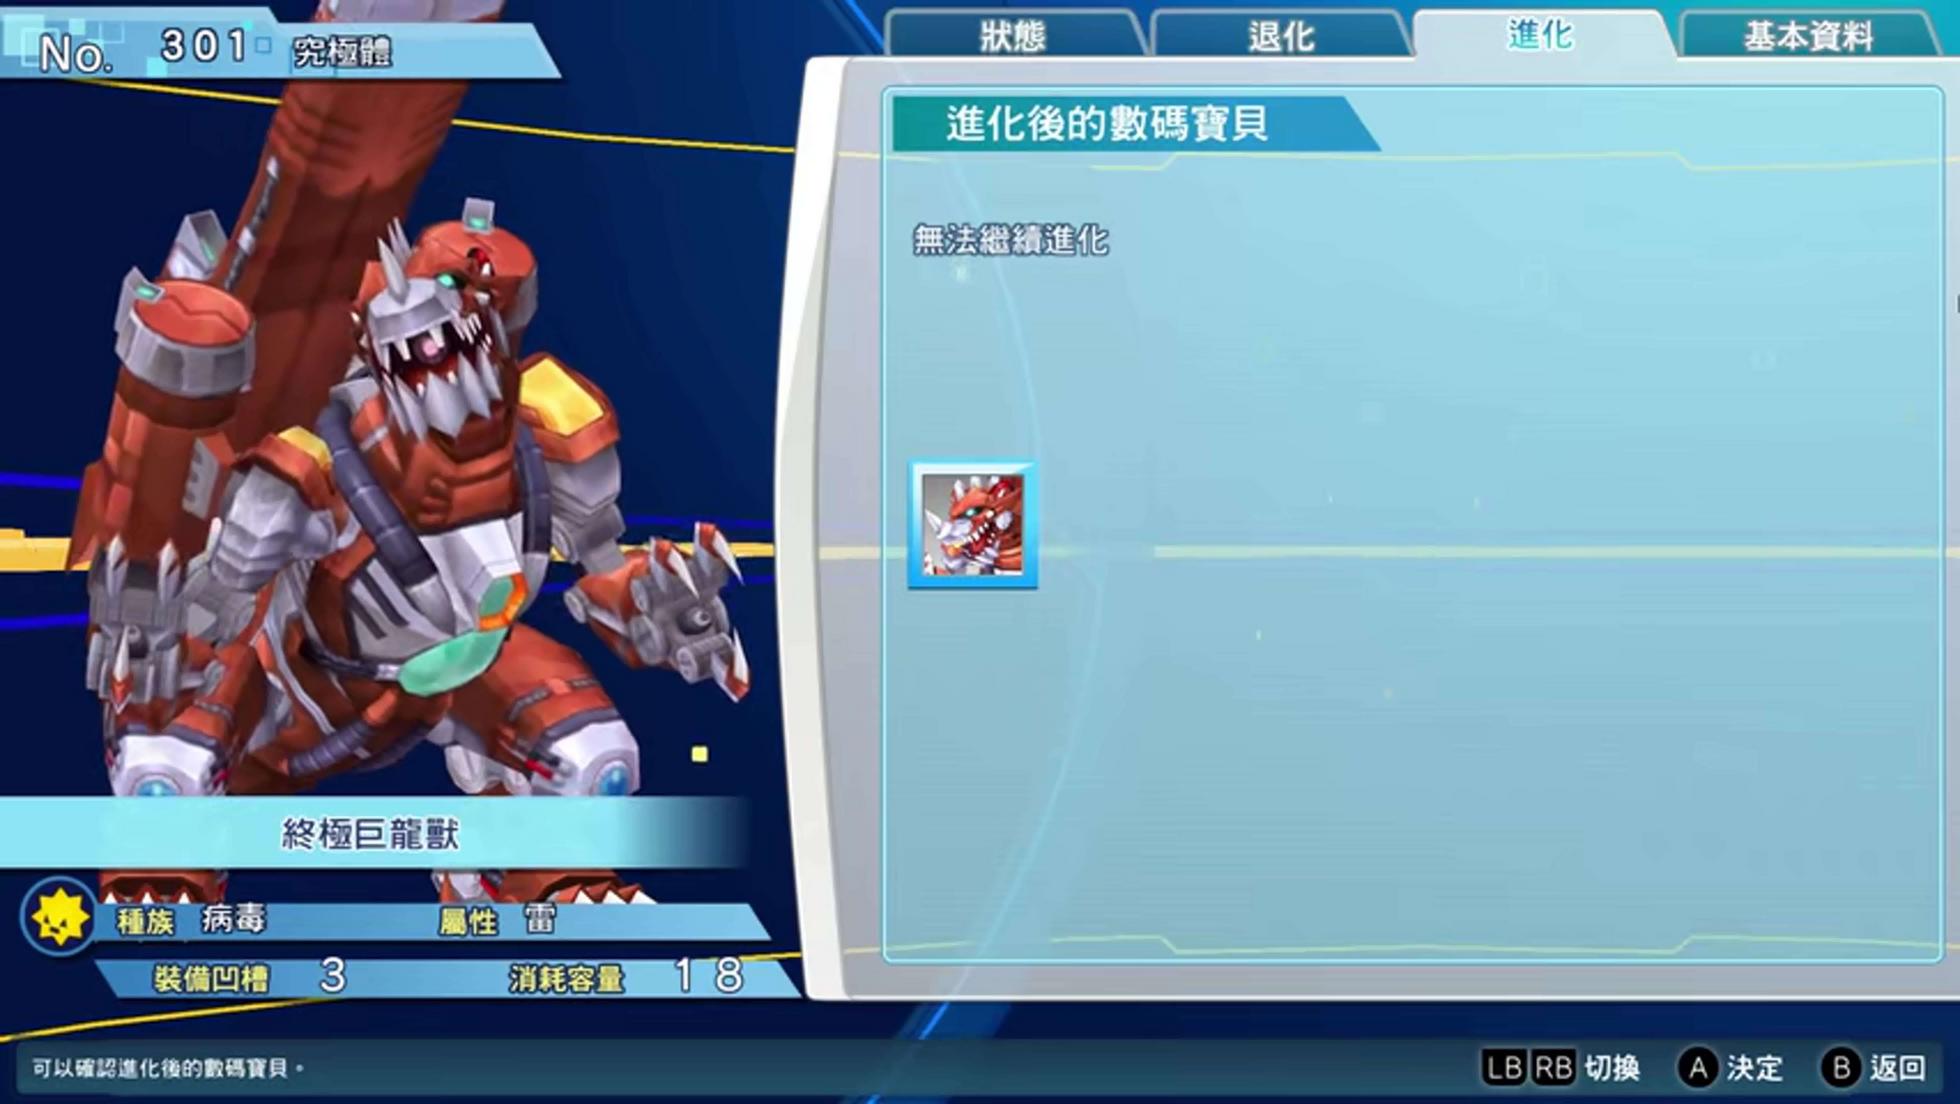 No. 301 究極體
狀態 退化 進化 基本資料
進化後的數碼寶貝
無法繼續進化
終極巨龍獸
種族 病毒 屬性 雷
裝備凹槽 3 消耗容量 18
可以確認進化後的數碼寶貝。
LB RB 切換 A 決定 B 返回